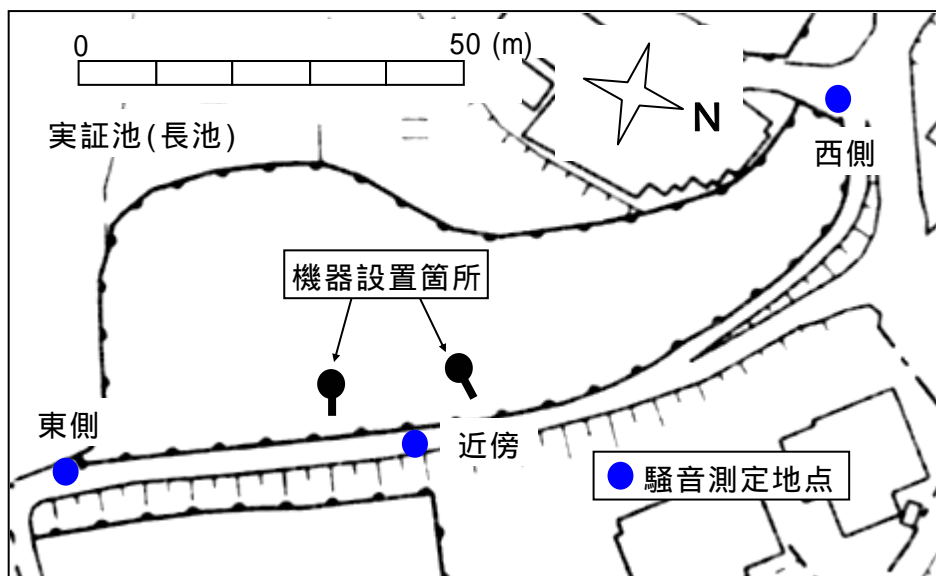 0 50 (m)
N
実証池(長池)
西側
機器設置箇所
東側
近傍
騒音測定地点